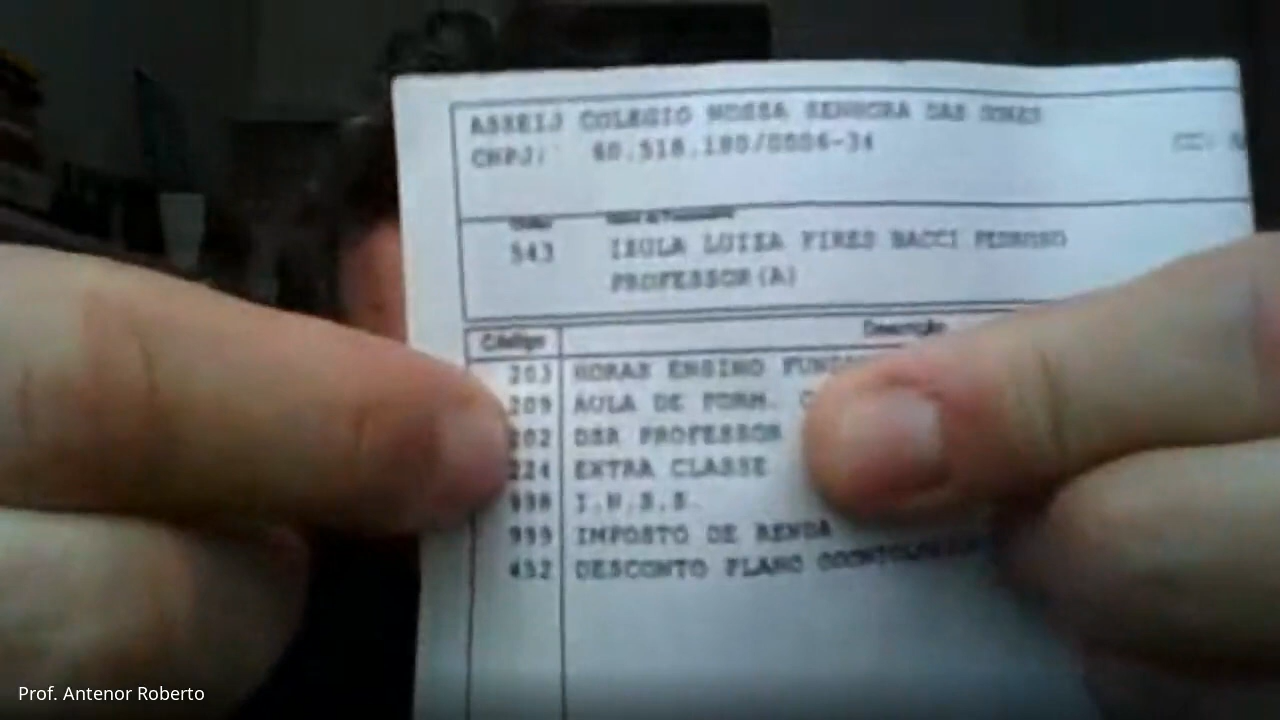 COLEGIO NOSSA SENHORA DAS DORES
CNPJ: 60.518.180/0006-34
543 LUIZA PIRES BACCI PEDROSO
PROFESSOR(A)
Código Descrição
203 HORAS ENSINO
209 AULA DE FORM.
202 DSR PROFESSOR
224 EXTRA CLASSE
998 I.N.S.S.
999 IMPOSTO DE RENDA
452 DESCONTO PLANO
Prof. Antenor Roberto